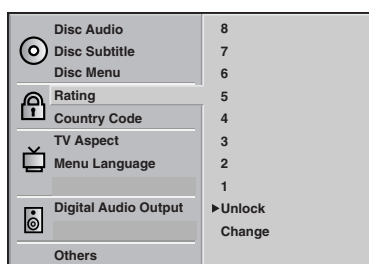 Disc Audio
Disc Subtitle
Disc Menu
Rating
Country Code
TV Aspect
Menu Language
Digital Audio Output
Others
8
7
6
5
4
3
2
1
Unlock
Change